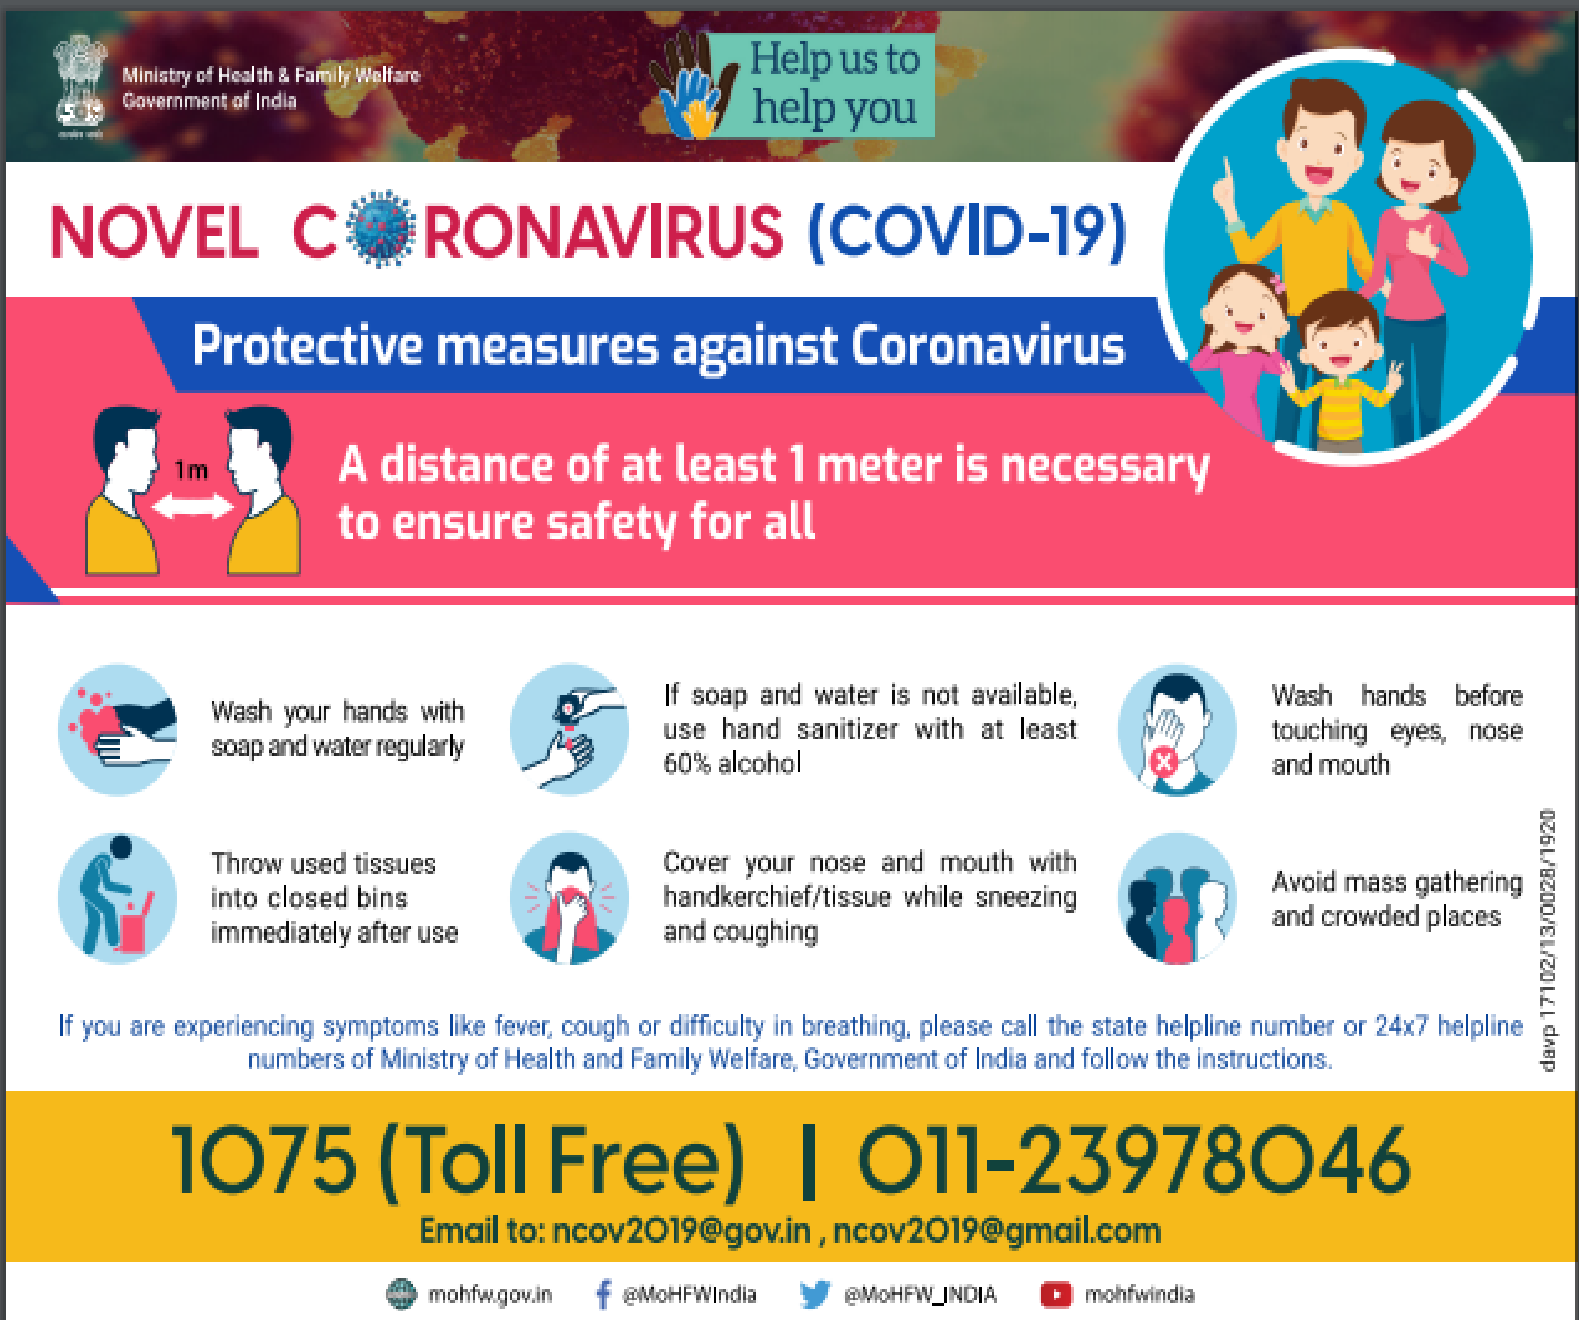 Ministry of Health & Family Welfare
Government of India
Help us to
help you
NOVEL CORONAVIRUS (COVID-19)
Protective measures against Coronavirus
1m
A distance of at least 1 meter is necessary
to ensure safety for all
Wash your hands with
soap and water regularly
If soap and water is not available,
use hand sanitizer with at least
60% alcohol
Wash hands before
touching eyes, nose
and mouth
Throw used tissues
into closed bins
immediately after use
Cover your nose and mouth with
handkerchief/tissue while sneezing
and coughing
Avoid mass gathering
and crowded places
davp 17102/13/0028/1920
If you are experiencing symptoms like fever, cough or difficulty in breathing, please call the state helpline number or 24x7 helpline
numbers of Ministry of Health and Family Welfare, Government of India and follow the instructions.
1075 (Toll Free) | 011-23978046
Email to: ncov2019@gov.in , ncov2019@gmail.com
mohfw.gov.in @MoHFWIndia @MoHFW_INDIA mohfwindia